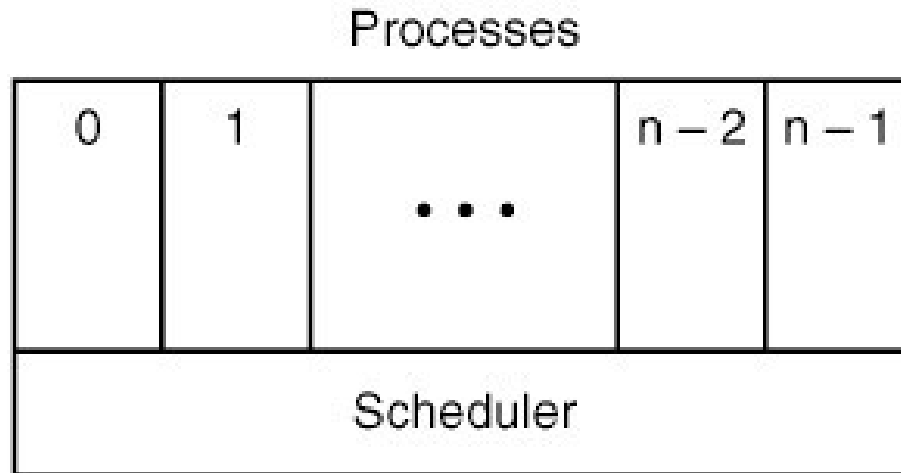 Processes
0 1 • • • n – 2 n – 1
Scheduler